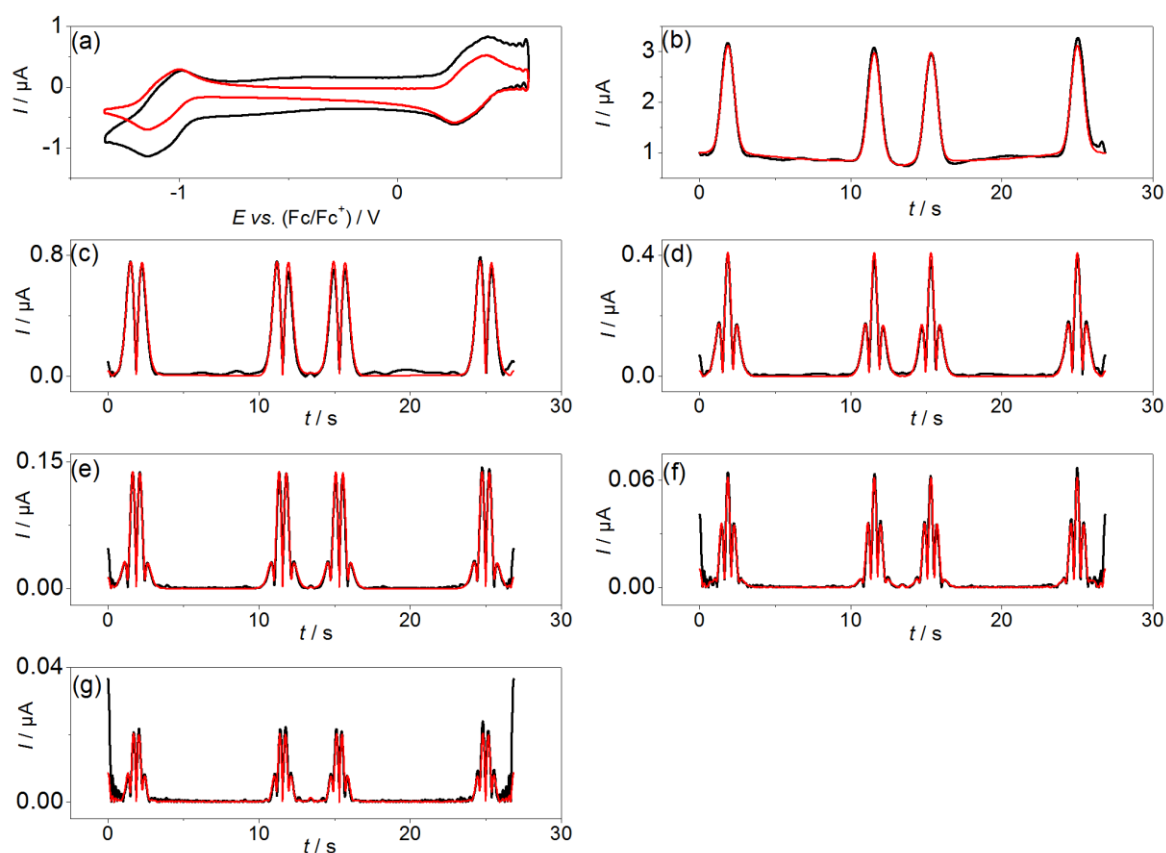 (a)
1
0
-1
I / μA
-1
0
E vs. (Fc/Fc⁺) / V
(b)
3
2
1
I / μA
0
10
20
30
t / s
(c)
0.8
0.0
I / μA
0
10
20
30
t / s
(d)
0.4
0.0
I / μA
0
10
20
30
t / s
(e)
0.15
0.00
I / μA
0
10
20
30
t / s
(f)
0.06
0.00
I / μA
0
10
20
30
t / s
(g)
0.04
0.00
I / μA
0
10
20
30
t / s